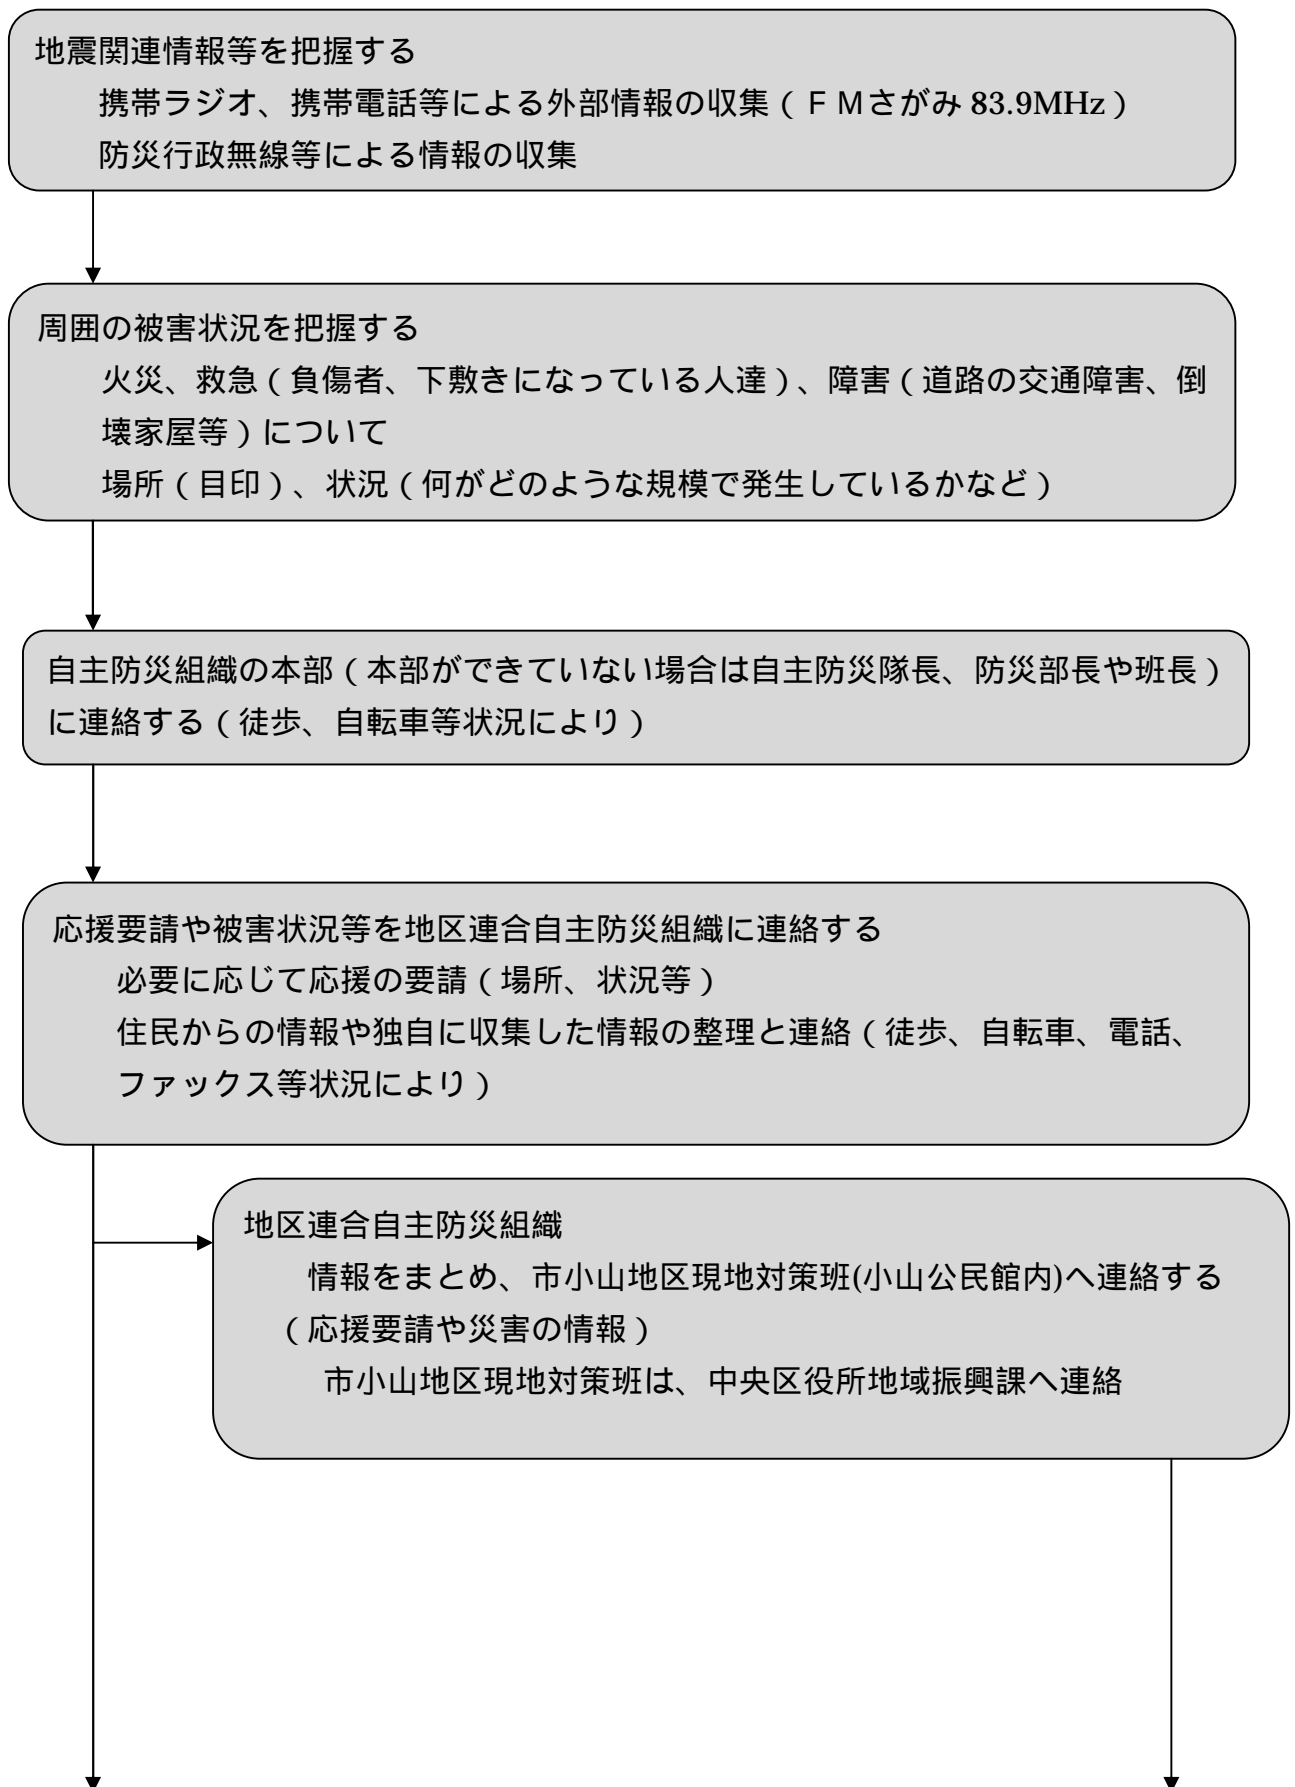 地震関連情報等を把握する
携帯ラジオ、携帯電話等による外部情報の収集（ＦＭさがみ 83.9MHz）
防災行政無線等による情報の収集
周囲の被害状況を把握する
火災、救急（負傷者、下敷きになっている人達）、障害（道路の交通障害、倒
壊家屋等）について
場所（目印）、状況（何がどのような規模で発生しているかなど）
自主防災組織の本部（本部ができていない場合は自主防災隊長、防災部長や班長）
に連絡する（徒歩、自転車等状況により）
応援要請や被害状況等を地区連合自主防災組織に連絡する
必要に応じて応援の要請（場所、状況等）
住民からの情報や独自に収集した情報の整理と連絡（徒歩、自転車、電話、
ファックス等状況により）
地区連合自主防災組織
情報をまとめ、市小山地区現地対策班(小山公民館内)へ連絡する
（応援要請や災害の情報）
市小山地区現地対策班は、中央区役所地域振興課へ連絡